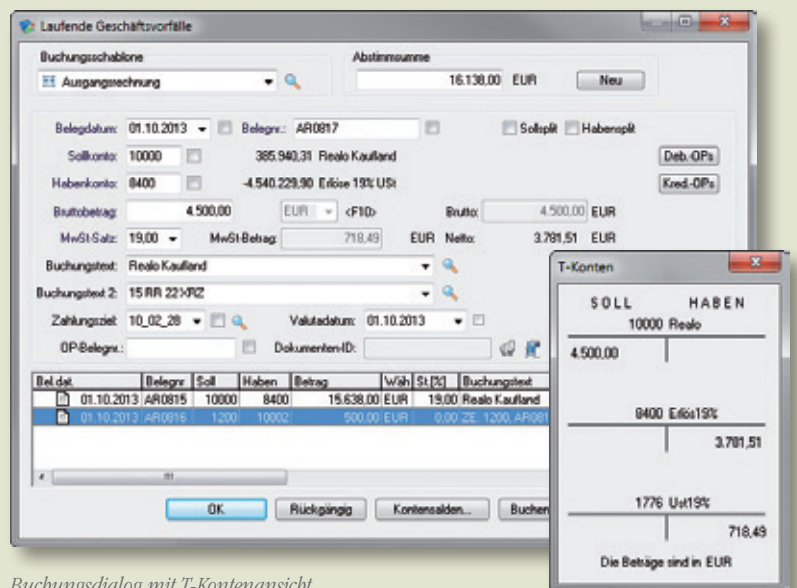 Laufende Geschäftsvorfälle
Buchungsschablone
Abstimmsumme
Ausgangsrechnung
16.138,00 EUR
Neu
Belegdatum: 01.10.2013 Belegnr.: AR0817 Sollsplit Habensplit
Sollkonto: 10000 385.940,31 Realo Kaufland Deb.-OPs
Habenkonto: 8400 -4.540.229,90 Erlöse 19% USt Kred.-OPs
Bruttobetrag: 4.500,00 EUR <F10> Brutto: 4.500,00 EUR
MwSt-Satz: 19,00 MwSt-Betrag: 718,49 EUR Netto: 3.781,51 EUR
Buchungstext: Realo Kaufland
Buchungstext 2: 15 RR
Zahlungsziel: 10_02_28 Valutadatum: 01.10.2013
OP-Belegnr.: Dokumenten-ID:
Bel.dat. Belegnr Soll Haben Betrag Wäh St.[%] Buchungstext
01.10.2013 AR0815 10000 8400 15.638,00 EUR 19,00 Realo Kaufland
01.10.2013 AR0816 1200 10002 500,00 EUR 0,00 ZE: 1200, AR081
OK Rückgängig Kontensalden... Buchen
T-Konten
SOLL HABEN
10000 Realo
4.500,00
8400 Erlös19%
3.781,51
1776 Ust19%
718,49
Die Beträge sind in EUR
Buchungsdialog mit T-Kontenansicht